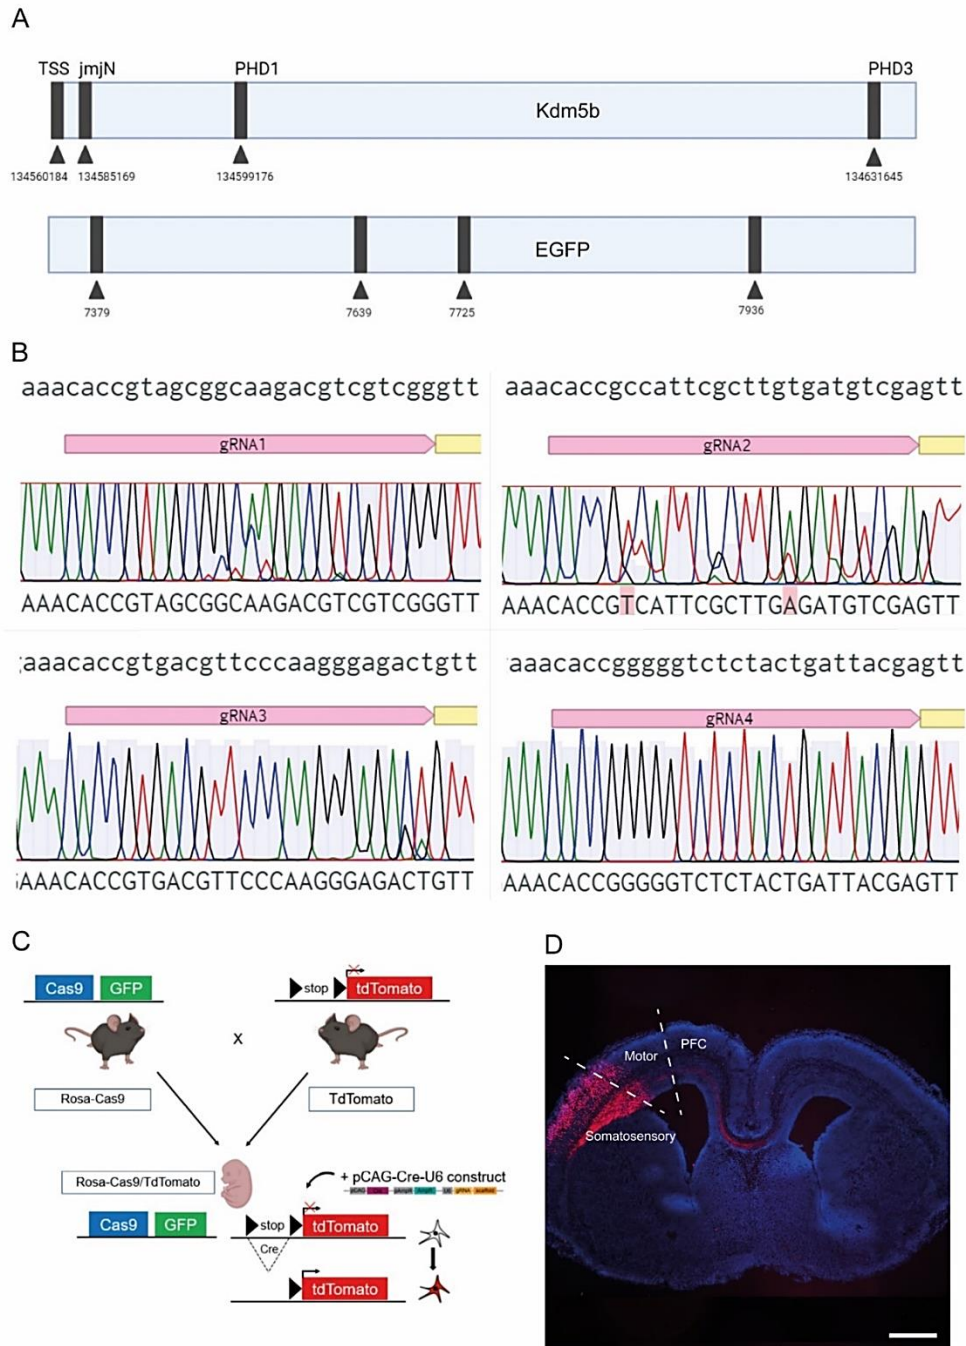 A
TSS jmjN PHD1 PHD3
Kdm5b
134560184 134585169 134599176 134631645
EGFP
7379 7639 7725 7936
B
aaacaccgtagcggcaagacgtcgtcgggtt
gRNA1
AAACACCGTAGCGGCAAGACGTCGTCGGGTT
aaacaccgccattcgcttgtgatgtcgagtt
gRNA2
AAACACCGTCATTCGCTTGAGATGTCGAGTT
aaacaccgtgacgttcccaagggagactgtt
gRNA3
AAACACCGTGACGTTCCCAAGGGAGACTGTT
aaacaccgggggtctctactgattacgagtt
gRNA4
AAACACCGGGGGTCTCTACTGATTACGAGTT
C
Cas9 GFP stop tdTomato
x
Rosa-Cas9 TdTomato
Rosa-Cas9/TdTomato + pCAG-Cre-U6 construct
Cas9 GFP stop tdTomato
Cre
tdTomato
D
Motor PFC
Somatosensory